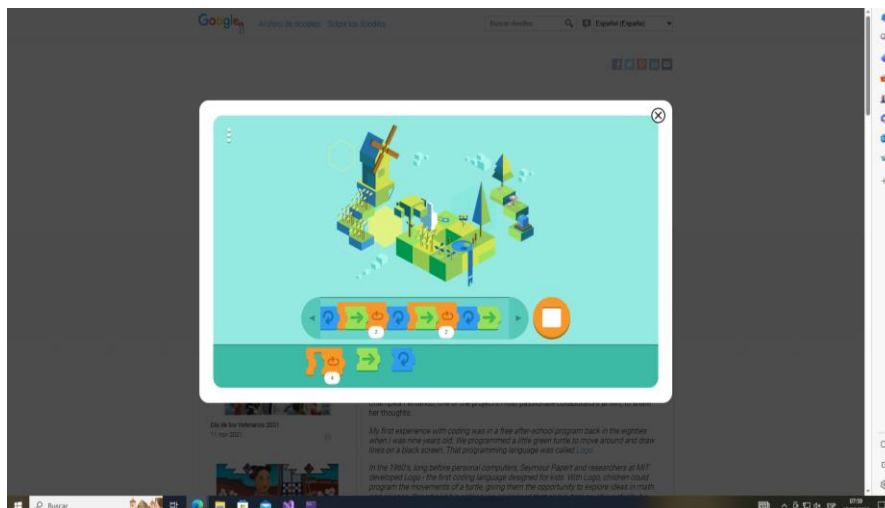 Google
Archivo de doodles Sobre los doodles
Buscar doodles
Español (España)
2
2
4
her thoughts.
Día de los Veteranos 2021
11 nov 2021
My first experience with coding was in a free after-school program back in the eighties
when I was nine years old. We programmed a little green turtle to move around and draw
lines on a black screen. That programming language was called Logo.
In the 1960's, long before personal computers, Seymour Papert and researchers at MIT
developed Logo - the first coding language designed for kids. With Logo, children could
program the movements of a turtle, giving them the opportunity to explore ideas in math
Buscar
ESP
07:59